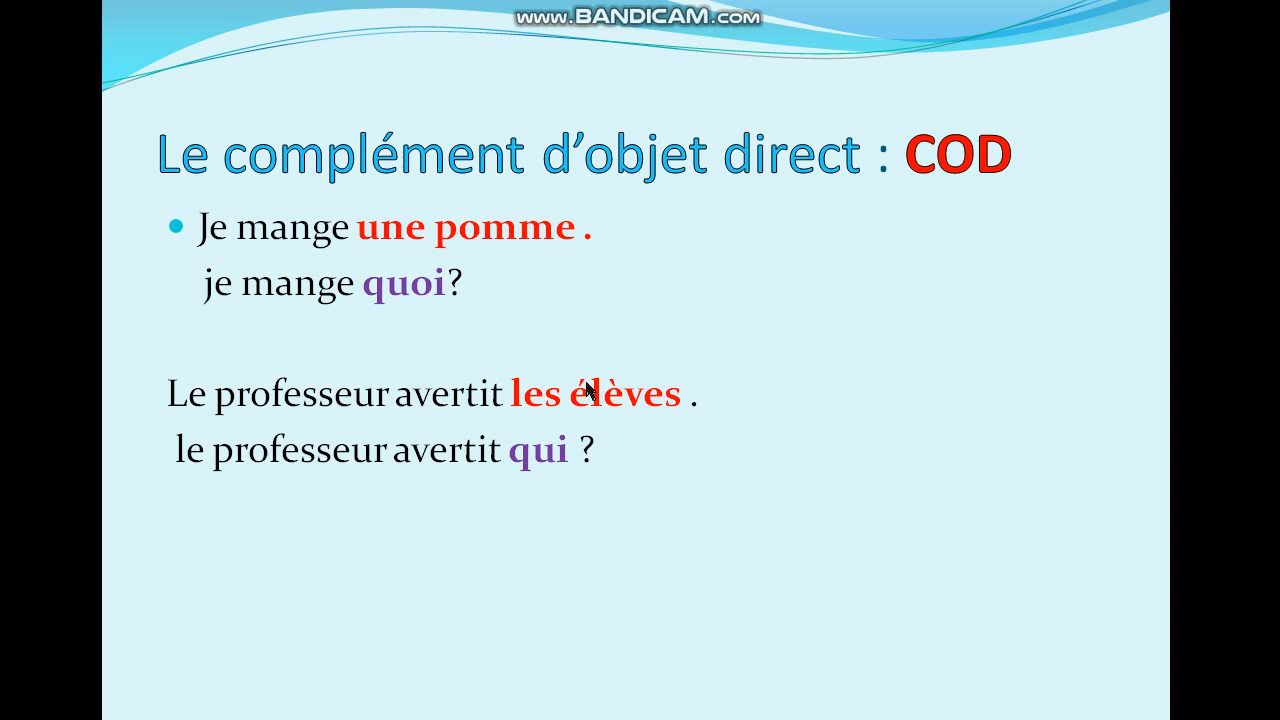 www.BANDICAM.com
Le complément d’objet direct : COD
Je mange une pomme .
je mange quoi?
Le professeur avertit les élèves .
le professeur avertit qui ?